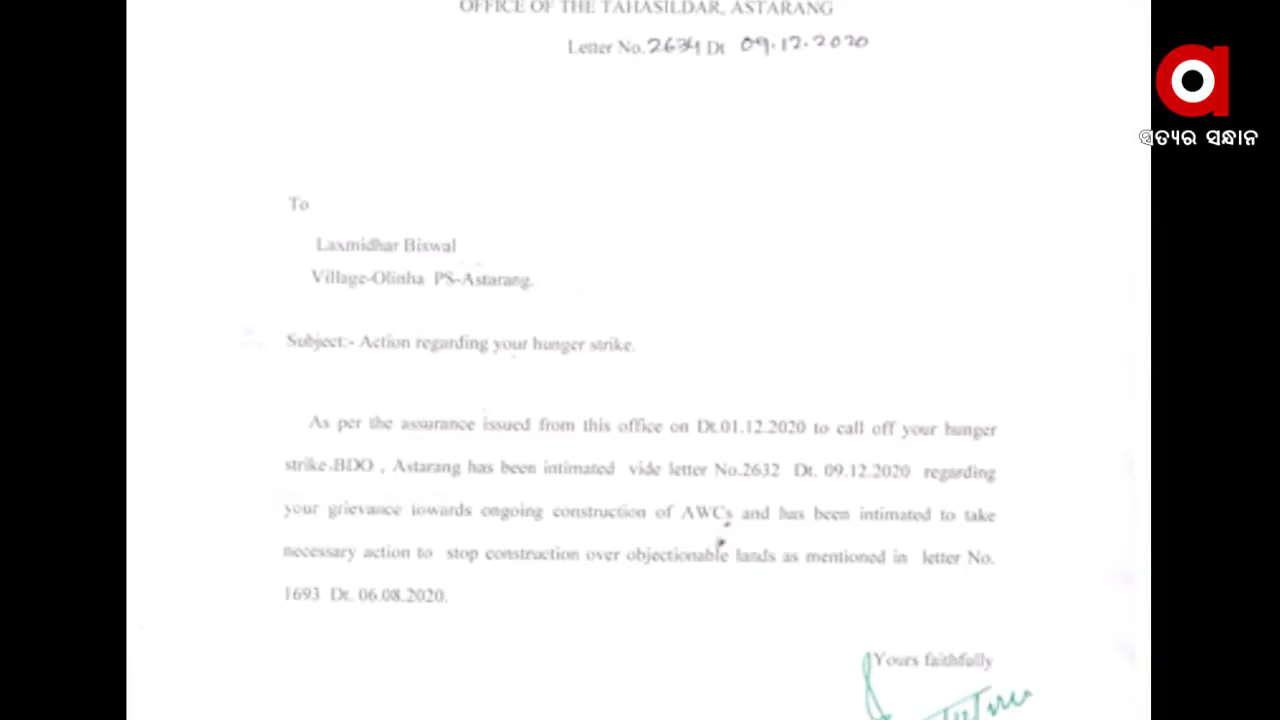 OFFICE OF THE TAHASILDAR, ASTARANG
Letter No. 2634 Dt 09.12.2020
ସତ୍ୟର ସନ୍ଧାନ
To
Laxmidhar Biswal
Village-Olinha PS-Astarang.
Subject:- Action regarding your hunger strike.
As per the assurance issued from this office on Dt.01.12.2020 to call off your hunger
strike.BDO , Astarang has been intimated vide letter No.2632 Dt. 09.12.2020 regarding
your grievance towards ongoing construction of AWCs and has been intimated to take
necessary action to stop construction over objectionable lands as mentioned in letter No.
1693 Dt. 06.08.2020.
Yours faithfully